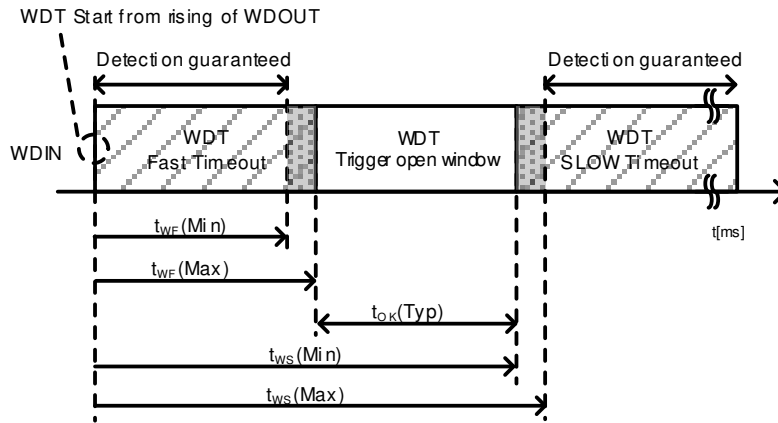 WDT Start from rising of WDOUT
Detection guaranteed
Detection guaranteed
WDIN
WDT
Fast Timeout
WDT
Trigger open window
WDT
SLOW Timeout
t[ms]
tWF(Min)
tWF(Max)
tOK(Typ)
tWS(Min)
tWS(Max)